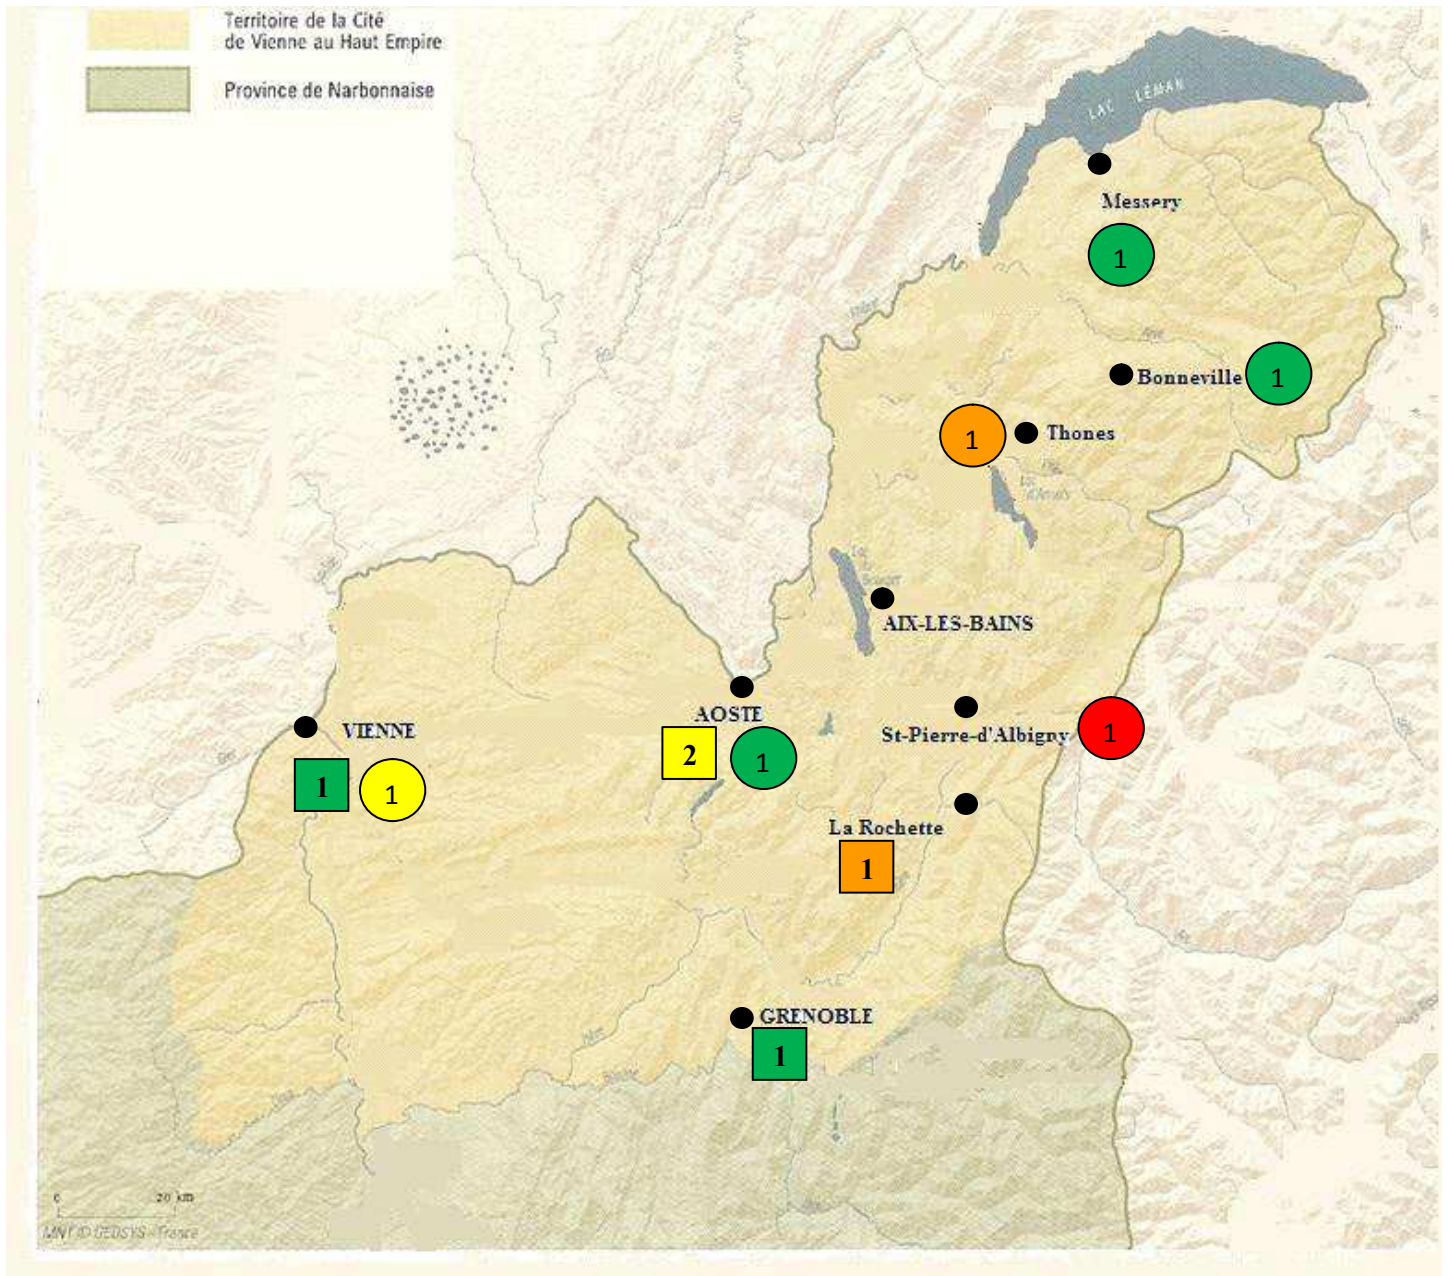 Territoire de la Cité
de Vienne au Haut Empire
Province de Narbonnaise
LAC LÉMAN
Messery
1
Arve
Bonneville
1
1
Thones
AIX-LES-BAINS
AOSTE
2
1
VIENNE
1
1
St-Pierre-d'Albigny
1
La Rochette
1
GRENOBLE
1
0
20 km
MNT © GEOSYS - France